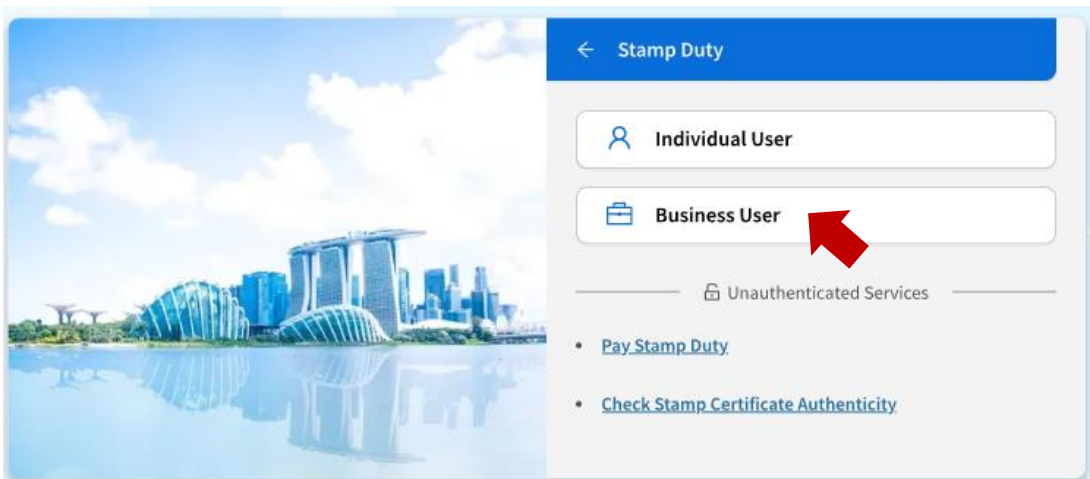 Stamp Duty
Individual User
Business User
Unauthenticated Services
Pay Stamp Duty
Check Stamp Certificate Authenticity